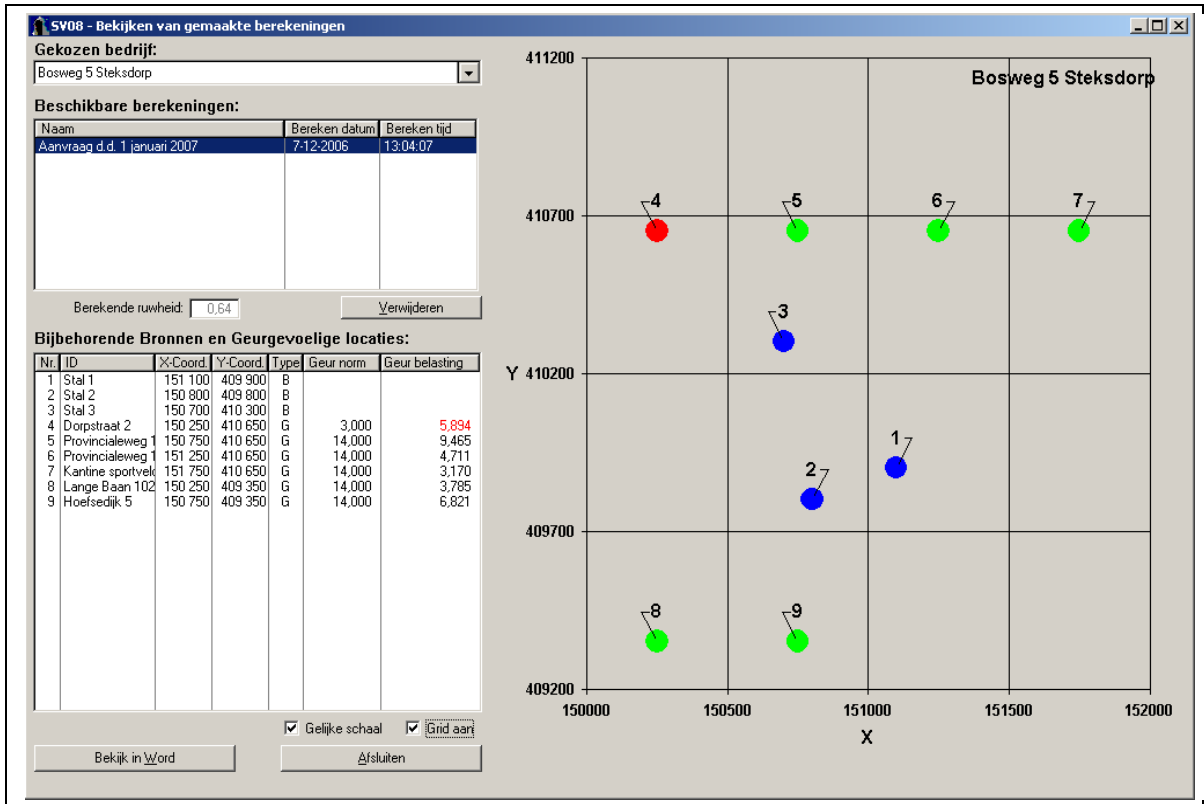 SV08 - Bekijken van gemaakte berekeningen
Gekozen bedrijf:
Bosweg 5 Steksdorp
Beschikbare berekeningen:
Naam Bereken datum Bereken tijd
Aanvraag d.d. 1 januari 2007 7-12-2006 13:04:07
Berekende ruwheid: 0,64 Verwijderen
Bijbehorende Bronnen en Geurgevoelige locaties:
Nr. ID X-Coord. Y-Coord. Type Geur norm Geur belasting
1 Stal 1 151 100 409 900 B
2 Stal 2 150 800 409 800 B
3 Stal 3 150 700 410 300 B
4 Dorpstraat 2 150 250 410 650 G 3,000 5,894
5 Provincialeweg 1 150 750 410 650 G 14,000 9,465
6 Provincialeweg 1 151 250 410 650 G 14,000 4,711
7 Kantine sportveld 151 750 410 650 G 14,000 3,170
8 Lange Baan 102 150 250 409 350 G 14,000 3,785
9 Hoefsedijk 5 150 750 409 350 G 14,000 6,821
Gelijke schaal Grid aan
Bekijk in Word Afsluiten
Bosweg 5 Steksdorp
411200
410700
Y 410200
409700
409200
4 5 6 7
3
1
2
8 9
150000 150500 151000 151500 152000
X